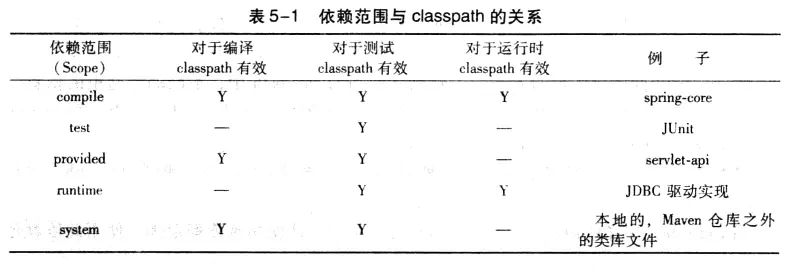 表 5-1 依赖范围与 classpath 的关系
依赖范围 (Scope) 对于编译 classpath 有效 对于测试 classpath 有效 对于运行时 classpath 有效 例 子
compile Y Y Y spring-core
test — Y — JUnit
provided Y Y — servlet-api
runtime — Y Y JDBC 驱动实现
system Y Y — 本地的，Maven 仓库之外
的类库文件